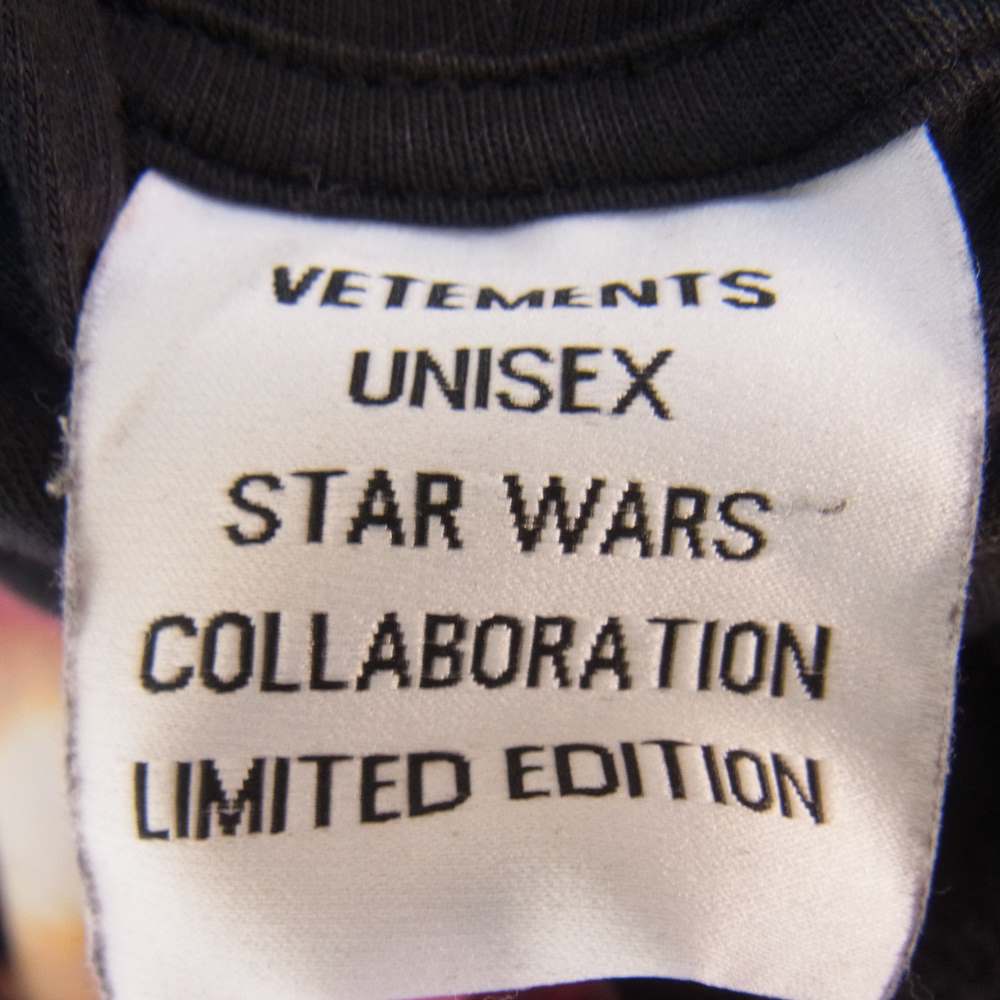 VETEMENTS
UNISEX
STAR WARS
COLLABORATION
LIMITED EDITION